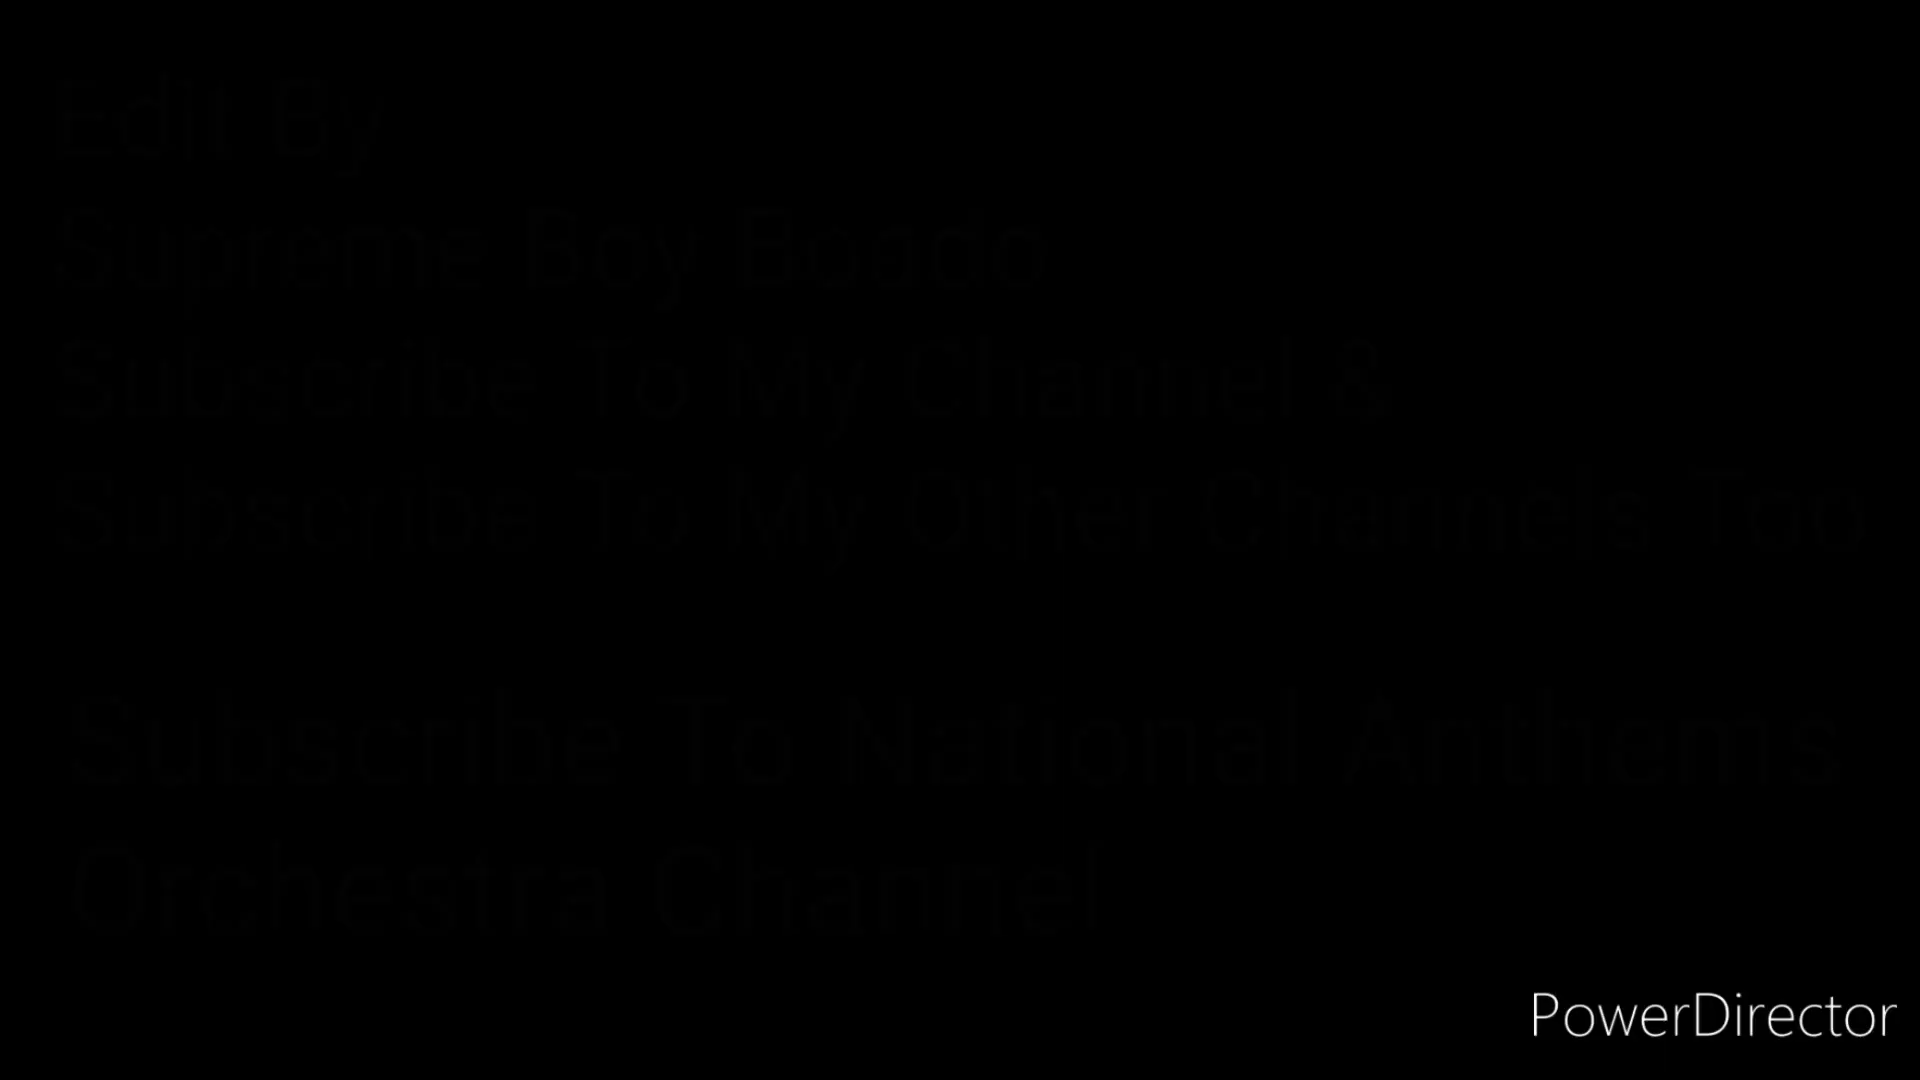 Edit By
Supreme Boy Boado
Subscribe To My Channel &
Subscribe To My Other Channels Too
Subscribe To National Anthems
Orchestra Channel
PowerDirector